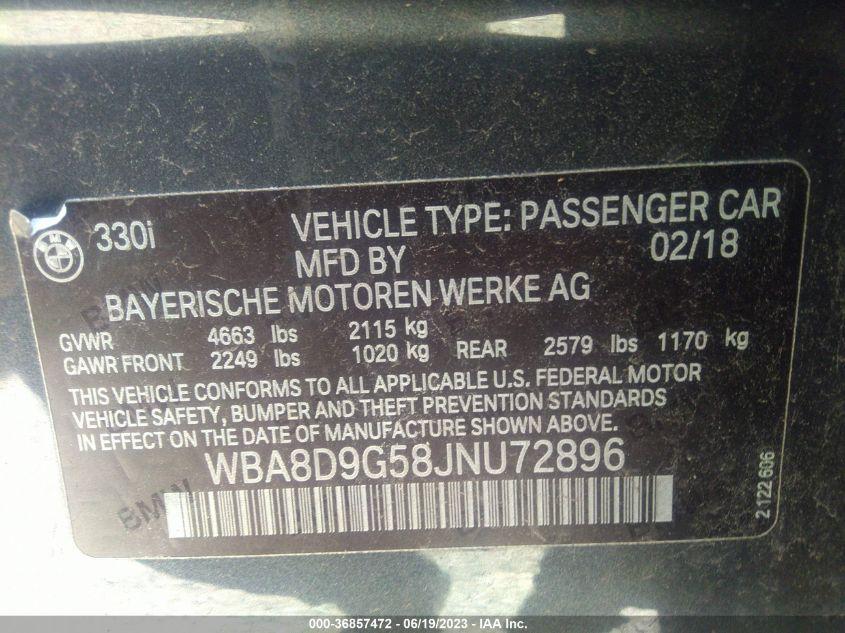 330i VEHICLE TYPE: PASSENGER CAR
BMW
MFD BY 02/18
BAYERISCHE MOTOREN WERKE AG
GVWR 4663 lbs 2115 kg
GAWR FRONT 2249 lbs 1020 kg REAR 2579 lbs 1170 kg
THIS VEHICLE CONFORMS TO ALL APPLICABLE U.S. FEDERAL MOTOR
VEHICLE SAFETY, BUMPER AND THEFT PREVENTION STANDARDS
IN EFFECT ON THE DATE OF MANUFACTURE SHOWN ABOVE.
WBA8D9G58JNU72896
BMW
2 122 606
000-36857472 - 06/19/2023 - IAA Inc.